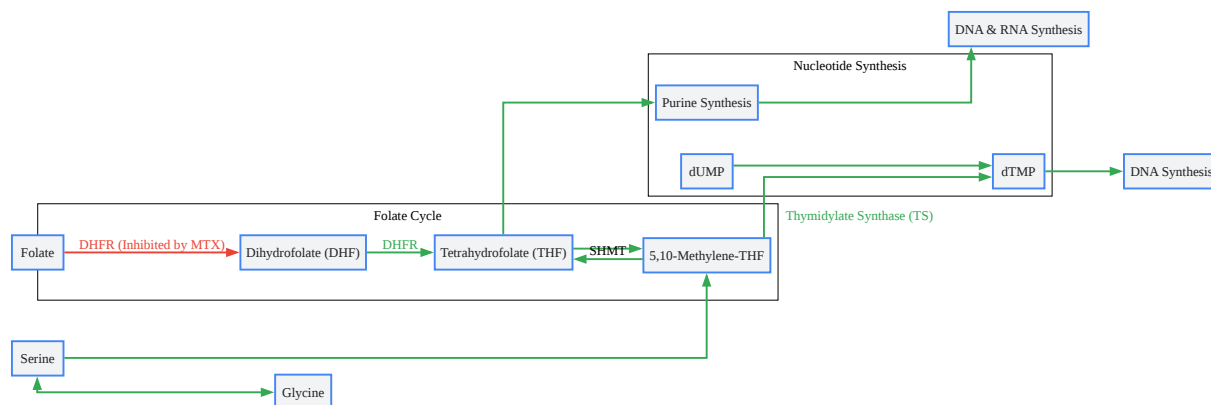 DNA & RNA Synthesis
Nucleotide Synthesis
Purine Synthesis
dUMP
dTMP
DNA Synthesis
Thymidylate Synthase (TS)
Folate Cycle
Folate
DHFR (Inhibited by MTX)
Dihydrofolate (DHF)
DHFR
Tetrahydrofolate (THF)
SHMT
5,10-Methylene-THF
Serine
Glycine